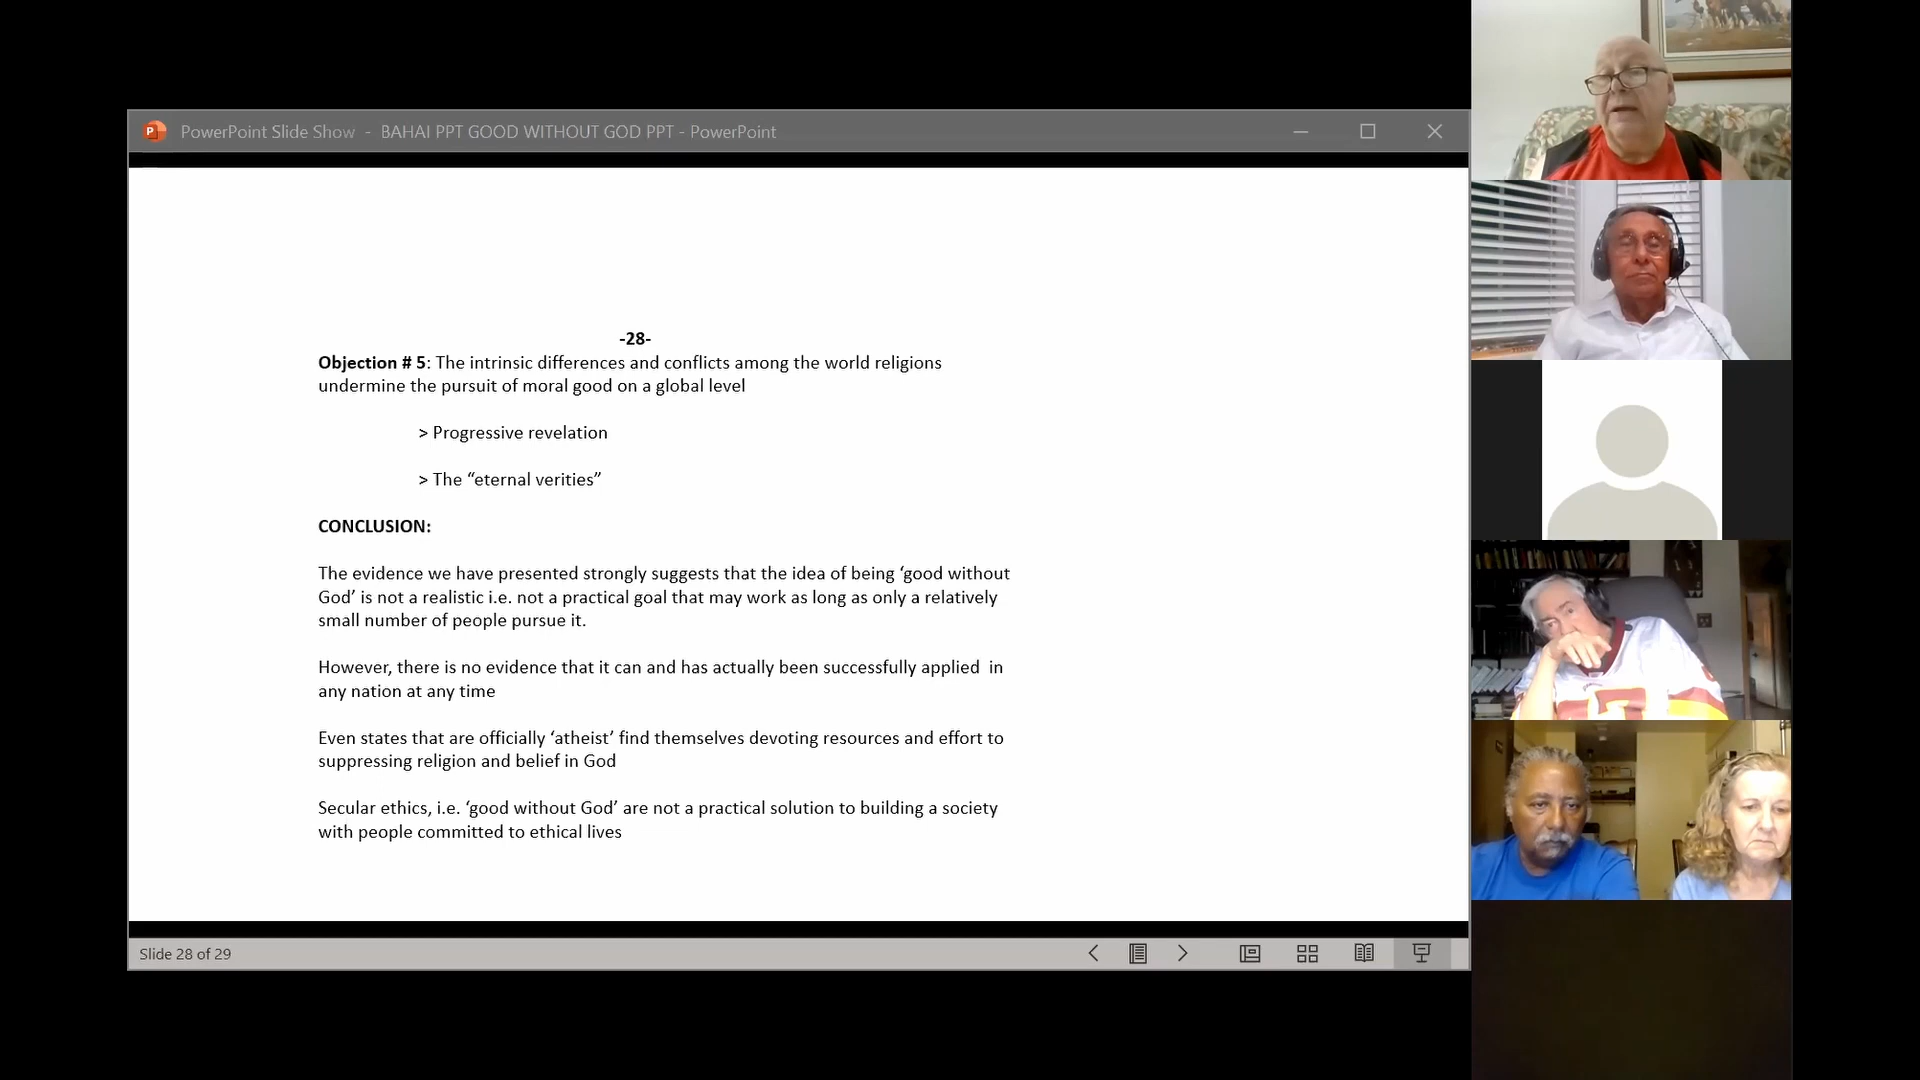 PowerPoint Slide Show - BAHAI PPT GOOD WITHOUT GOD PPT - PowerPoint
-28-
Objection # 5: The intrinsic differences and conflicts among the world religions
undermine the pursuit of moral good on a global level
> Progressive revelation
> The “eternal verities”
CONCLUSION:
The evidence we have presented strongly suggests that the idea of being ‘good without
God’ is not a realistic i.e. not a practical goal that may work as long as only a relatively
small number of people pursue it.
However, there is no evidence that it can and has actually been successfully applied  in
any nation at any time
Even states that are officially ‘atheist’ find themselves devoting resources and effort to
suppressing religion and belief in God
Secular ethics, i.e. ‘good without God’ are not a practical solution to building a society
with people committed to ethical lives
Slide 28 of 29